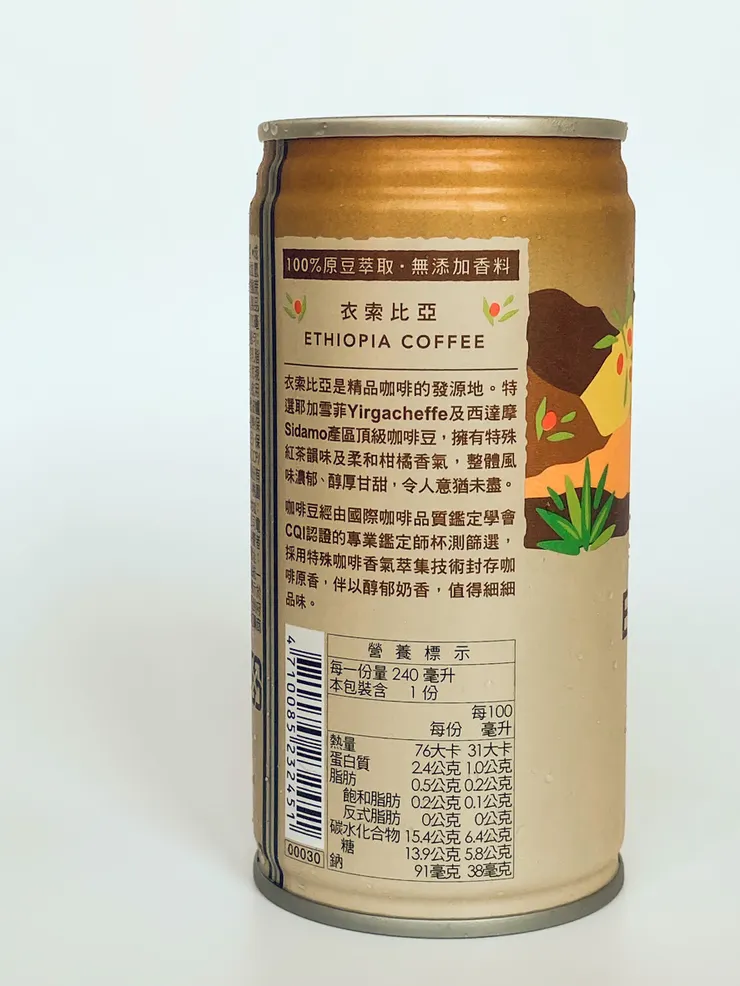 100%原豆萃取・無添加香料
衣索比亞
ETHIOPIA COFFEE
衣索比亞是精品咖啡的發源地。特
選耶加雪菲Yirgacheffe及西達摩
Sidamo產區頂級咖啡豆，擁有特殊
紅茶韻味及柔和柑橘香氣，整體風
味濃郁、醇厚甘甜，令人意猶未盡。
咖啡豆經由國際咖啡品質鑑定學會
CQI認證的專業鑑定師杯測篩選，
採用特殊咖啡香氣萃集技術封存咖
啡原香，伴以醇郁奶香，值得細細
品味。
4710085232451
00030
營養標示
每一份量 240 毫升
本包裝含 1 份
每100
每份 毫升
熱量 76大卡 31大卡
蛋白質 2.4公克 1.0公克
脂肪 0.5公克 0.2公克
飽和脂肪 0.2公克 0.1公克
反式脂肪 0公克 0公克
碳水化合物 15.4公克 6.4公克
糖 13.9公克 5.8公克
鈉 91毫克 38毫克